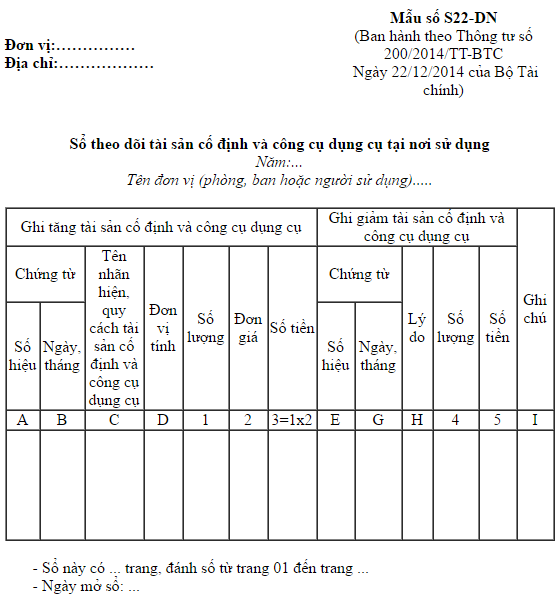 Mẫu số S22-DN
(Ban hành theo Thông tư số
200/2014/TT-BTC
Ngày 22/12/2014 của Bộ Tài
chính)
Đơn vị:……………
Địa chỉ:………………
Sổ theo dõi tài sản cố định và công cụ dụng cụ tại nơi sử dụng
Năm:...
Tên đơn vị (phòng, ban hoặc người sử dụng).....
Ghi tăng tài sản cố định và công cụ dụng cụ
Ghi giảm tài sản cố định và
công cụ dụng cụ
Ghi
chú
Chứng từ
Tên
nhãn
hiện,
quy
cách tài
sản cố
định và
công cụ
dụng cụ
Đơn
vị
tính
Số
lượng
Đơn
giá
Số tiền
Chứng từ
Lý
do
Số
lượng
Số
tiền
Số
hiệu
Ngày,
tháng
Số
hiệu
Ngày,
tháng
A B C D 1 2 3=1x2 E G H 4 5 I
- Sổ này có ... trang, đánh số từ trang 01 đến trang ...
- Ngày mở sổ: ...